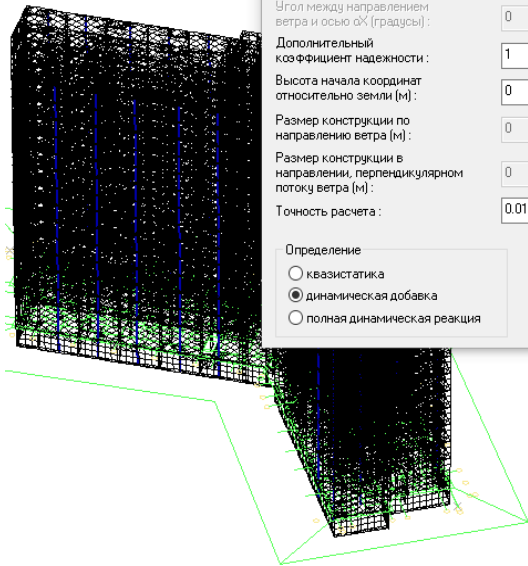 Угол между направлением
ветра и осью оХ (градусы) :
0
Дополнительный
коэффициент надежности :
1
Высота начала координат
относительно земли (м) :
0
Размер конструкции по
направлению ветра (м) :
0
Размер конструкции в
направлении, перпендикулярном
потоку ветра (м) :
0
Точность расчета :
0.01
Определение
квазистатика
динамическая добавка
полная динамическая реакция